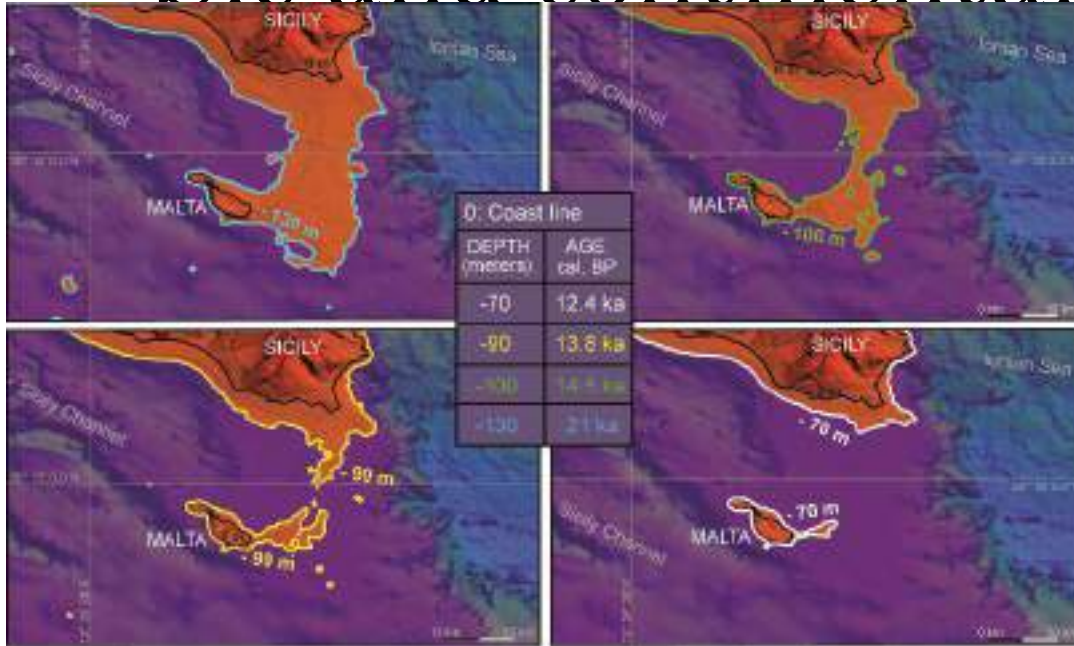 SICILY
Ionian Sea
Sicily Channel
MALTA
SICILY
Ionian Sea
Sicily Channel
MALTA
- 100 m
0: Coast line
DEPTH (meters) AGE cal. BP
-70 12.4 ka
-90 13.8 ka
-100
-130 21 ka
SICILY
Sicily Channel
- 90 m
MALTA
- 90 m
SICILY
Ionian Sea
- 70 m
- 70 m
MALTA
Sicily Channel